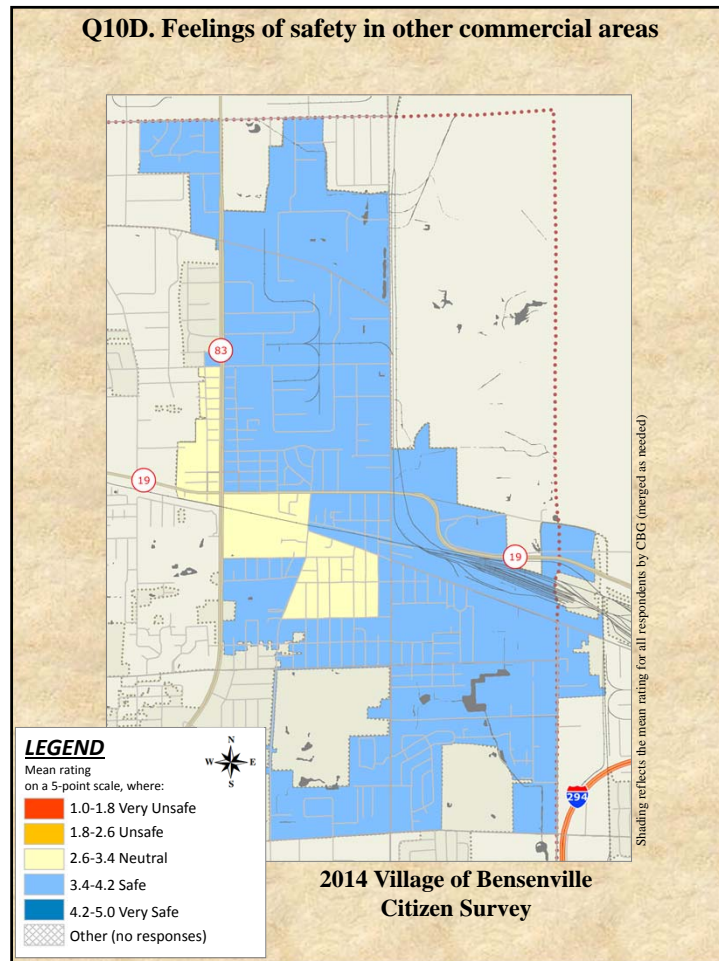 Q10D. Feelings of safety in other commercial areas
83
19
19
294
Shading reflects the mean rating for all respondents by CBG (merged as needed)
LEGEND
Mean rating
on a 5-point scale, where:
N
W E
S
1.0-1.8 Very Unsafe
1.8-2.6 Unsafe
2.6-3.4 Neutral
3.4-4.2 Safe
4.2-5.0 Very Safe
Other (no responses)
2014 Village of Bensenville
Citizen Survey